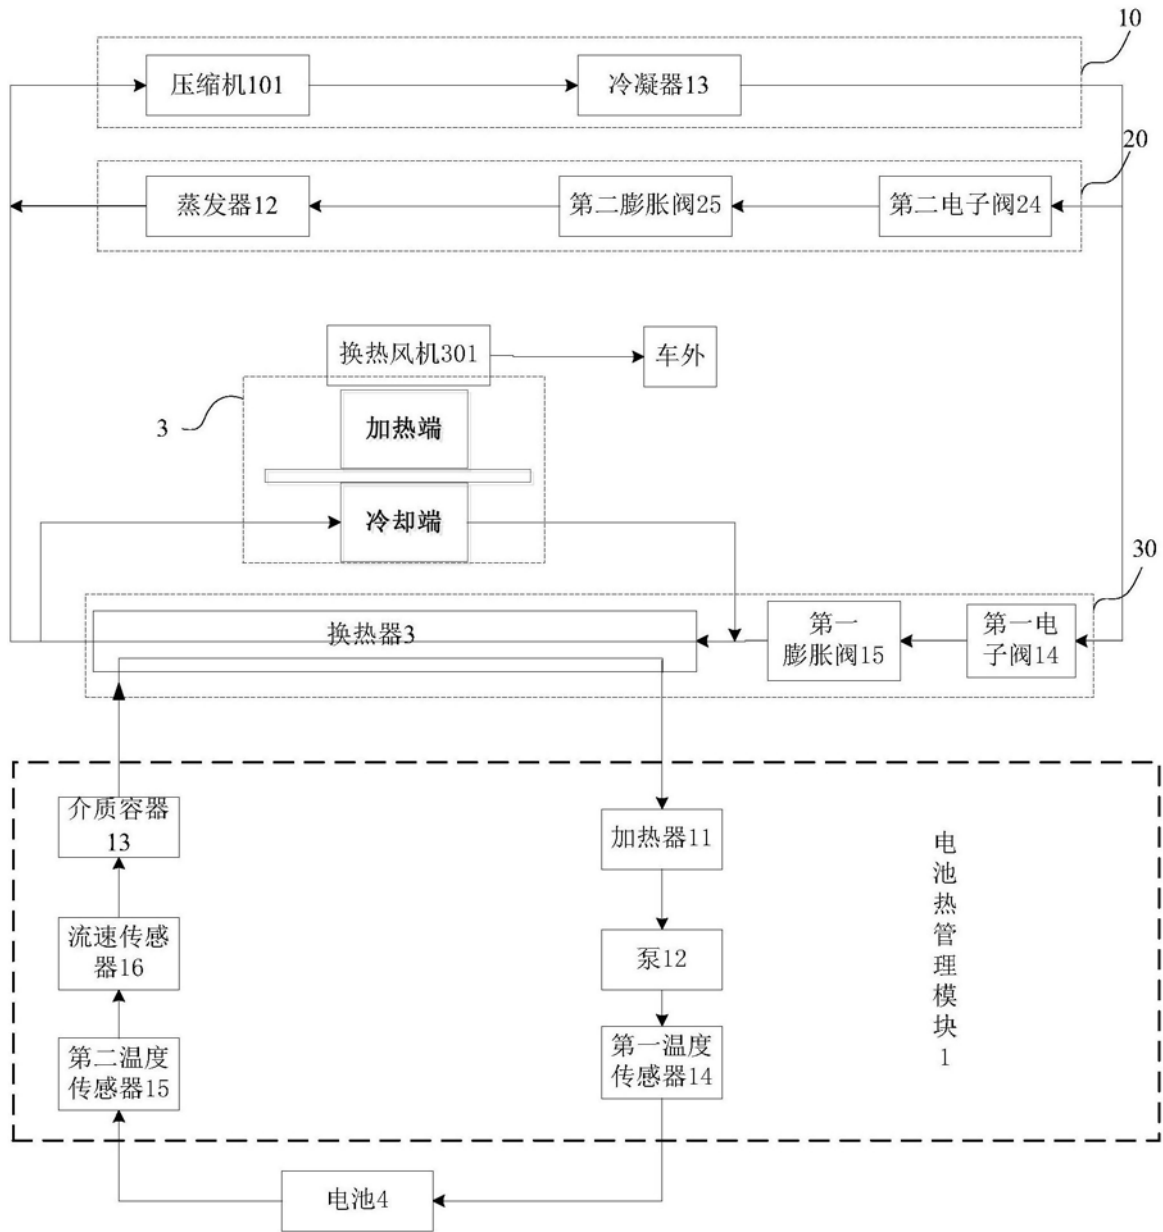 10
压缩机101
冷凝器13
20
蒸发器12
第二膨胀阀25
第二电子阀24
换热风机301
车外
3
加热端
冷却端
30
换热器3
第一
膨胀阀15
第一电
子阀14
介质容器
13
加热器11
流速传感
器16
泵12
第二温度
传感器15
第一温度
传感器14
电池热管理模块1
电池4